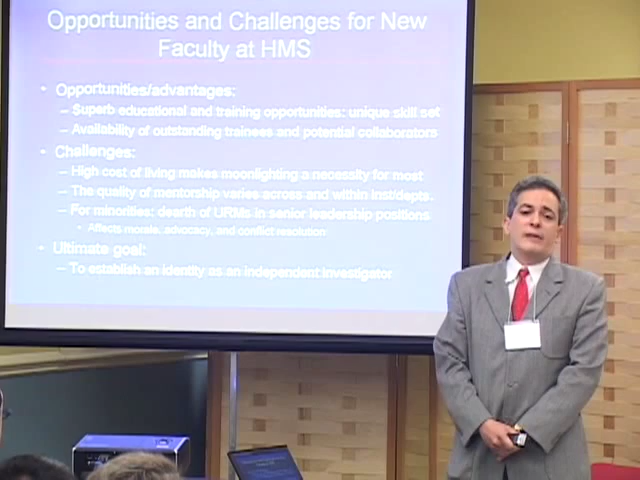 Opportunities and Challenges for New
Faculty at HMS
• Opportunities/advantages:
– Superb educational and training opportunities: unique skill set
– Availability of outstanding trainees and potential collaborators
• Challenges:
– High cost of living makes moonlighting a necessity for most
– The quality of mentorship varies across and within inst/depts.
– For minorities: dearth of URMs in senior leadership positions
• Affects morale, advocacy, and conflict resolution
• Ultimate goal:
– To establish an identity as an independent investigator